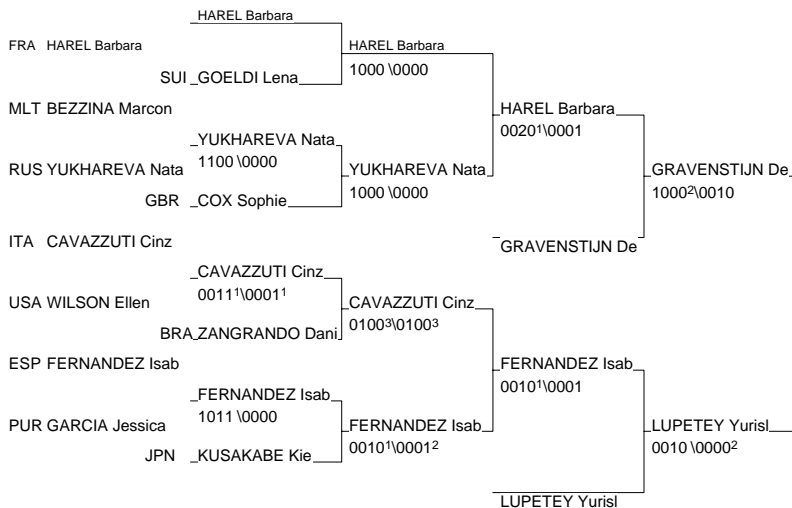 HAREL Barbara
FRA HAREL Barbara HAREL Barbara
1000 \0000
SUI GOELDI Lena
MLT BEZZINA Marcon HAREL Barbara
0020¹\0001
YUKHAREVA Nata
1100 \0000
RUS YUKHAREVA Nata YUKHAREVA Nata GRAVENSTIJN De
1000 \0000 1000²\0010
GBR COX Sophie
ITA CAVAZZUTI Cinz GRAVENSTIJN De
CAVAZZUTI Cinz
0011¹\0001¹
USA WILSON Ellen CAVAZZUTI Cinz
0100³\0100³
BRA ZANGRANDO Dani
ESP FERNANDEZ Isab FERNANDEZ Isab
0010¹\0001
FERNANDEZ Isab
1011 \0000
PUR GARCIA Jessica FERNANDEZ Isab LUPETEY Yurisl
0010¹\0001² 0010 \0000²
JPN KUSAKABE Kie
LUPETEY Yurisl